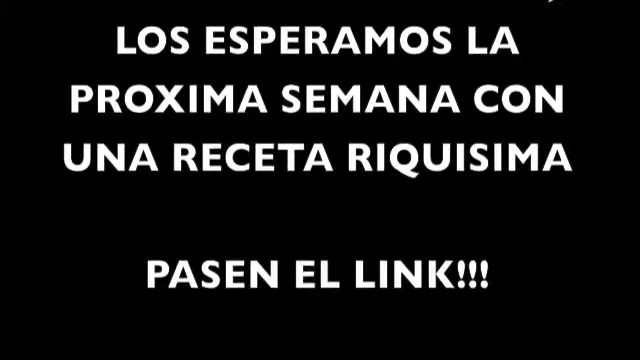 LOS ESPERAMOS LA
PROXIMA SEMANA CON
UNA RECETA RIQUISIMA
PASEN EL LINK!!!